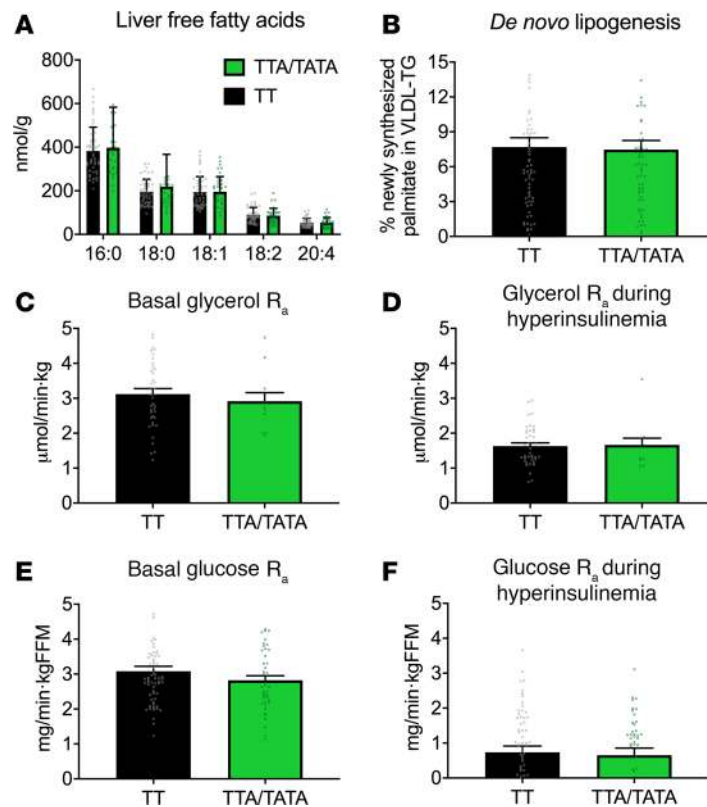 A
Liver free fatty acids
nmol/g
800
600
400
200
0
TTA/TATA
TT
16:0 18:0 18:1 18:2 20:4
B
De novo lipogenesis
% newly synthesized
palmitate in VLDL-TG
15
12
9
6
3
0
TT TTA/TATA
C
Basal glycerol Ra
μmol/min·kg
5
4
3
2
1
0
TT TTA/TATA
D
Glycerol Ra during
hyperinsulinemia
μmol/min·kg
5
4
3
2
1
0
TT TTA/TATA
E
Basal glucose Ra
mg/min·kgFFM
5
4
3
2
1
0
TT TTA/TATA
F
Glucose Ra during
hyperinsulinemia
mg/min·kgFFM
5
4
3
2
1
0
TT TTA/TATA